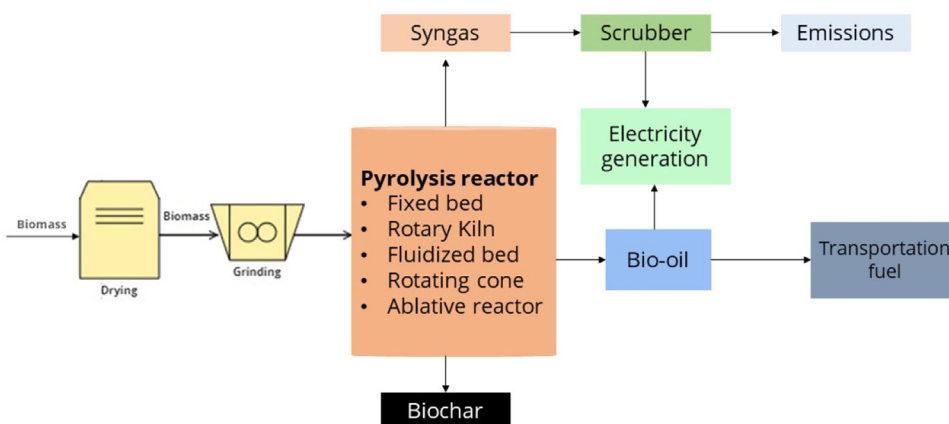 Syngas
Scrubber
Emissions
Electricity
generation
Pyrolysis reactor
• Fixed bed
• Rotary Kiln
• Fluidized bed
• Rotating cone
• Ablative reactor
Biomass
Biomass
Drying
Grinding
Bio-oil
Transportation
fuel
Biochar